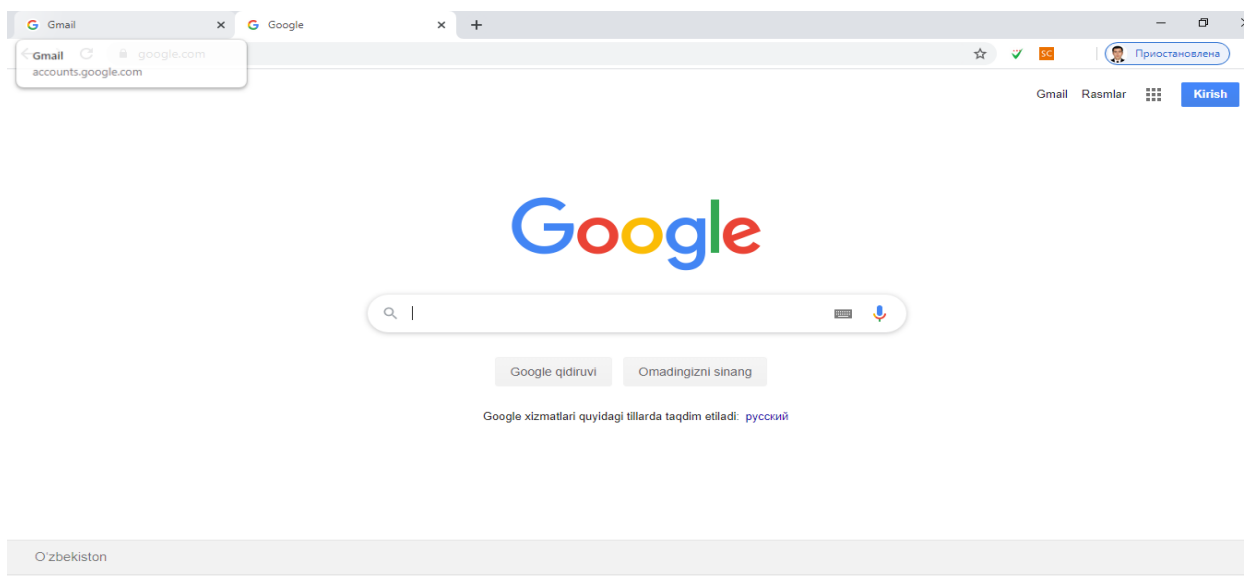 Gmail
Google
Gmail
google.com
accounts.google.com
SC
Приостановлена
Gmail Rasmlar Kirish
Google
Google qidiruvi Omadingizni sinang
Google xizmatlari quyidagi tillarda taqdim etiladi: русский
O'zbekiston